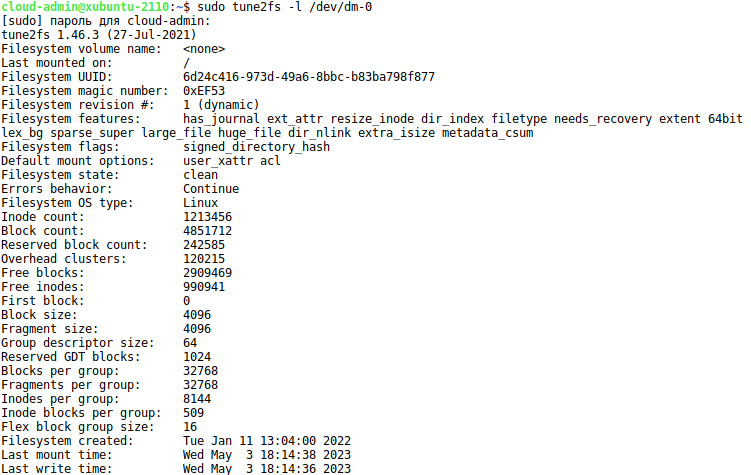 cloud-admin@xubuntu-2110:~$ sudo tune2fs -l /dev/dm-0
[sudo] пароль для cloud-admin:
tune2fs 1.46.3 (27-Jul-2021)
Filesystem volume name:   <none>
Last mounted on:          /
Filesystem UUID:          6d24c416-973d-49a6-8bbc-b83ba798f877
Filesystem magic number:  0xEF53
Filesystem revision #:    1 (dynamic)
Filesystem features:      has_journal ext_attr resize_inode dir_index filetype needs_recovery extent 64bit
lex_bg sparse_super large_file huge_file dir_nlink extra_isize metadata_csum
Filesystem flags:         signed_directory_hash
Default mount options:    user_xattr acl
Filesystem state:         clean
Errors behavior:          Continue
Filesystem OS type:       Linux
Inode count:              1213456
Block count:              4851712
Reserved block count:     242585
Overhead clusters:        120215
Free blocks:              2909469
Free inodes:              990941
First block:              0
Block size:               4096
Fragment size:            4096
Group descriptor size:    64
Reserved GDT blocks:      1024
Blocks per group:         32768
Fragments per group:      32768
Inodes per group:         8144
Inode blocks per group:   509
Flex block group size:    16
Filesystem created:       Tue Jan 11 13:04:00 2022
Last mount time:          Wed May  3 18:14:38 2023
Last write time:          Wed May  3 18:14:36 2023